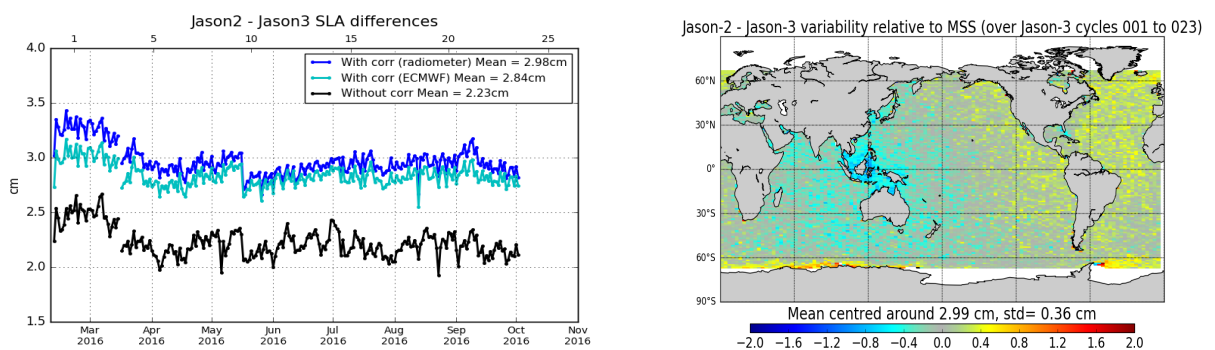 Jason2 - Jason3 SLA differences
1 5 10 15 20 25
4.0
3.5
3.0
2.5
2.0
1.5
cm
With corr (radiometer) Mean = 2.98cm
With corr (ECMWF) Mean = 2.84cm
Without corr Mean = 2.23cm
Mar Apr May Jun Jul Aug Sep Oct Nov
2016 2016 2016 2016 2016 2016 2016 2016 2016
Jason-2 - Jason-3 variability relative to MSS (over Jason-3 cycles 001 to 023)
60°N
30°N
0°
30°S
60°S
90°S
Mean centred around 2.99 cm, std= 0.36 cm
−2.0 −1.6 −1.2 −0.8 −0.4 0.0 0.4 0.8 1.2 1.6 2.0